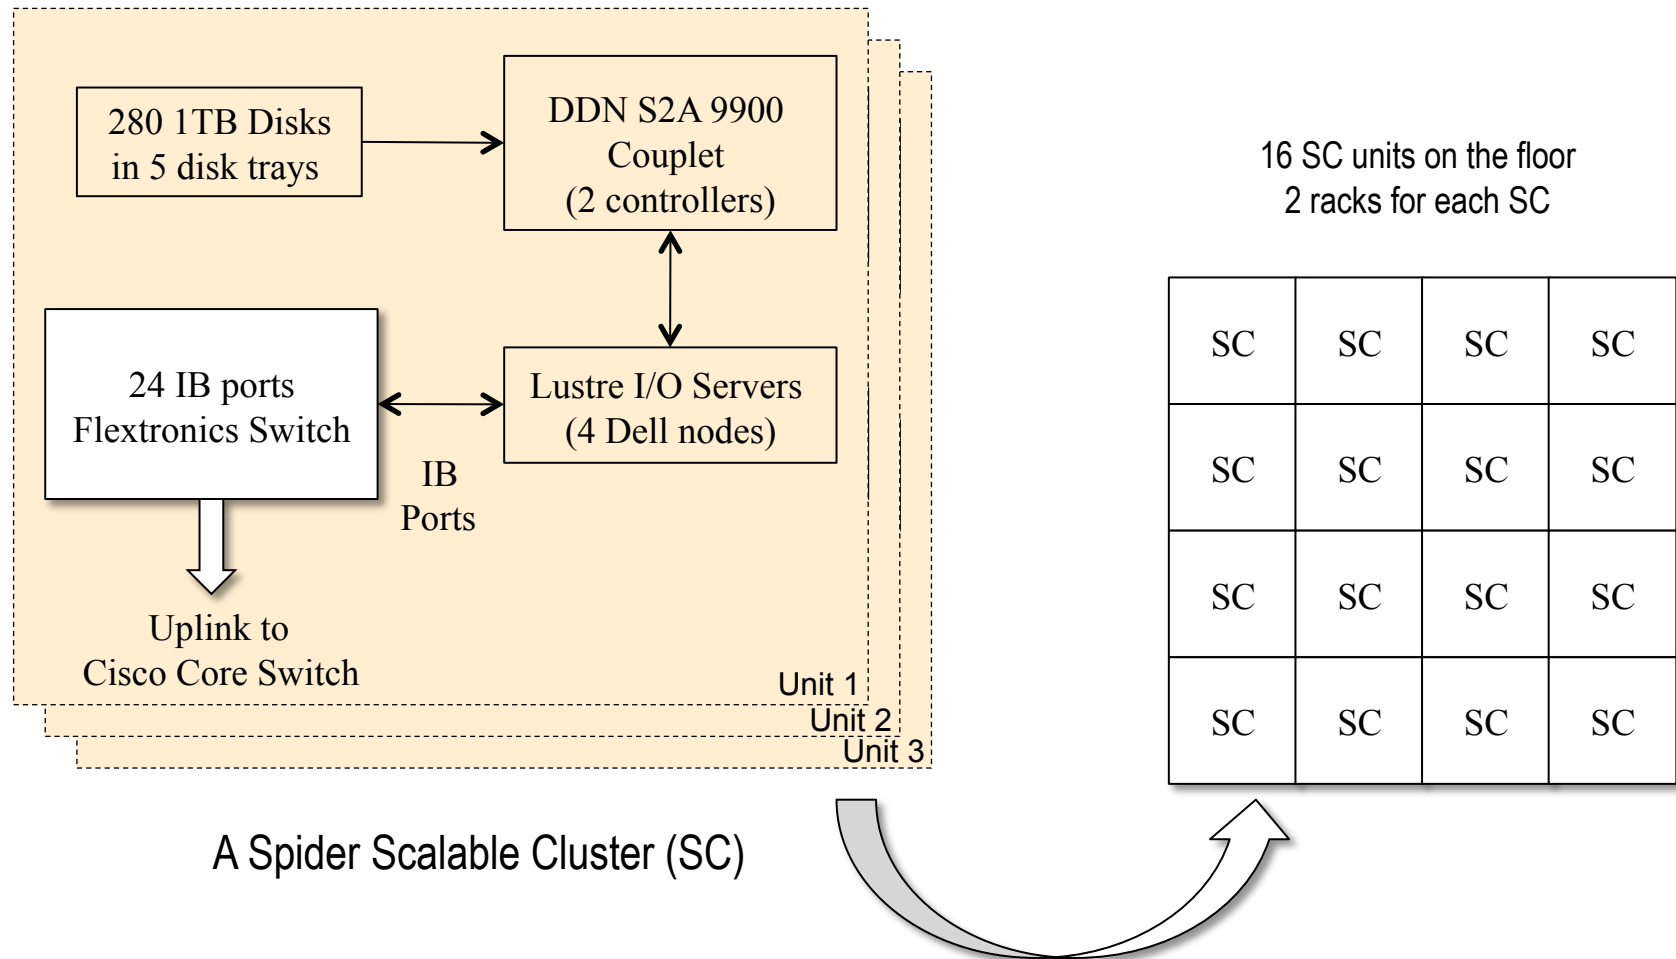 280 1TB Disks
in 5 disk trays
DDN S2A 9900
Couplet
(2 controllers)
24 IB ports
Flextronics Switch
Lustre I/O Servers
(4 Dell nodes)
IB
Ports
Uplink to
Cisco Core Switch
Unit 1
Unit 2
Unit 3
A Spider Scalable Cluster (SC)
16 SC units on the floor
2 racks for each SC
SC SC SC SC
SC SC SC SC
SC SC SC SC
SC SC SC SC